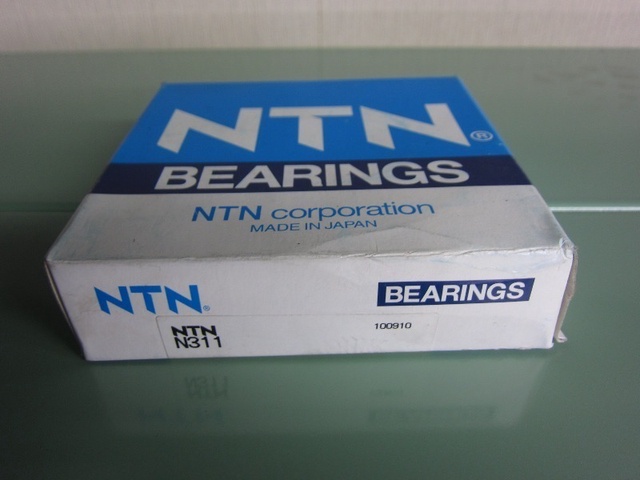 NTN®
BEARINGS
NTN corporation
MADE IN JAPAN
NTN®
BEARINGS
NTN
N311
100910